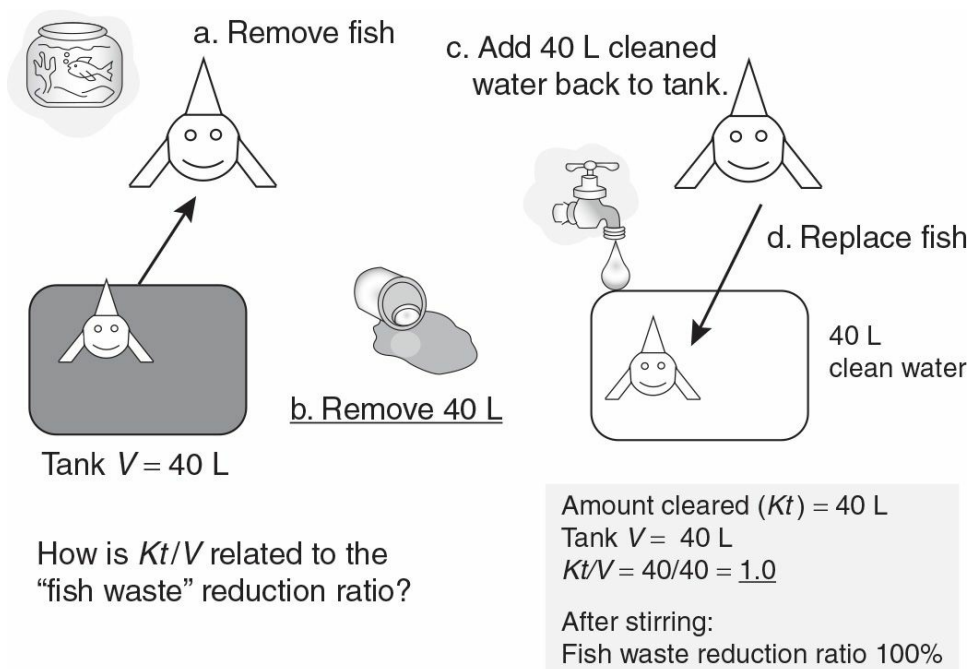 a. Remove fish
c. Add 40 L cleaned
water back to tank.
d. Replace fish
40 L
clean water
b. Remove 40 L
Tank V = 40 L
How is Kt/V related to the
“fish waste” reduction ratio?
Amount cleared (Kt) = 40 L
Tank V = 40 L
Kt/V = 40/40 = 1.0
After stirring:
Fish waste reduction ratio 100%